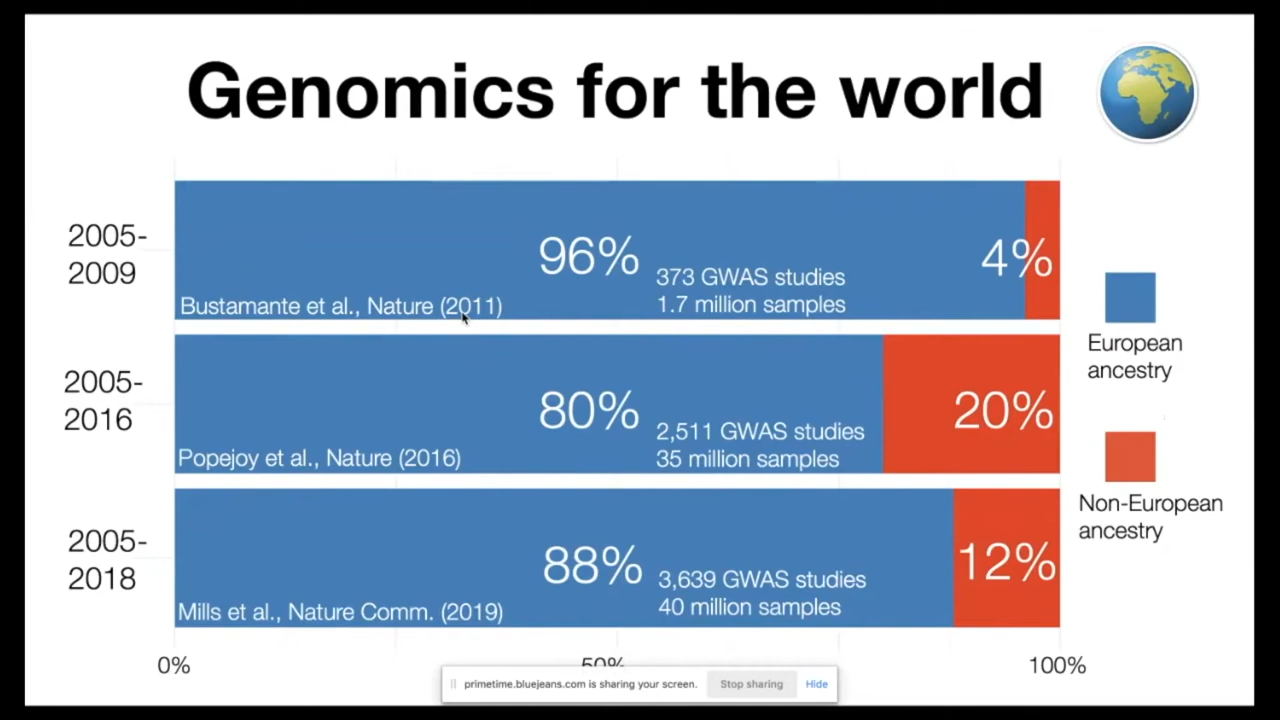 Genomics for the world
2005-
2009
96%
4%
373 GWAS studies
1.7 million samples
Bustamante et al., Nature (2011)
2005-
2016
80%
20%
2,511 GWAS studies
35 million samples
Popejoy et al., Nature (2016)
2005-
2018
88%
12%
3,639 GWAS studies
40 million samples
Mills et al., Nature Comm. (2019)
European
ancestry
Non-European
ancestry
0%
50%
100%
primetime.bluejeans.com is sharing your screen.
Stop sharing
Hide